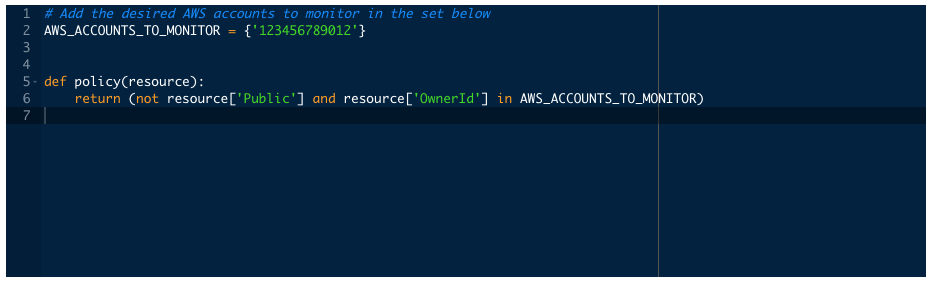 1 # Add the desired AWS accounts to monitor in the set below
2 AWS_ACCOUNTS_TO_MONITOR = {'123456789012'}
3
4
5 def policy(resource):
6     return (not resource['Public'] and resource['OwnerId'] in AWS_ACCOUNTS_TO_MONITOR)
7